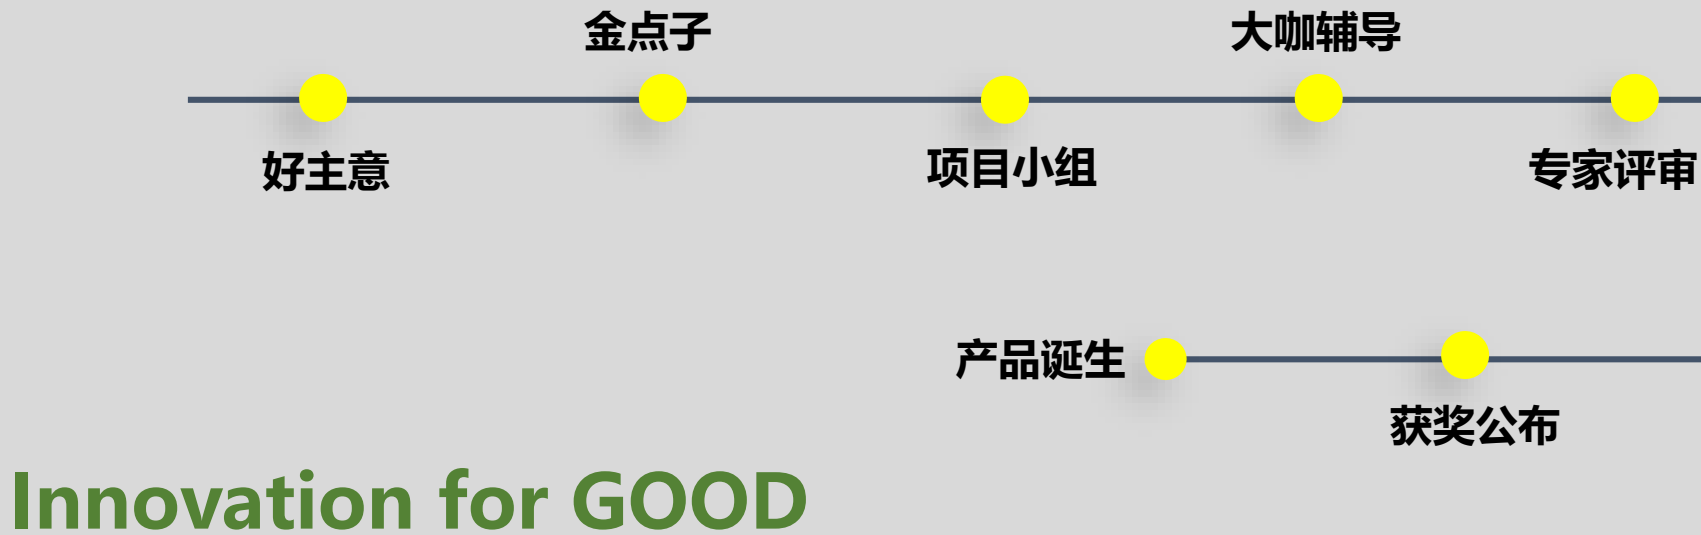 金点子
大咖辅导
好主意
项目小组
专家评审
产品诞生
获奖公布
Innovation for GOOD